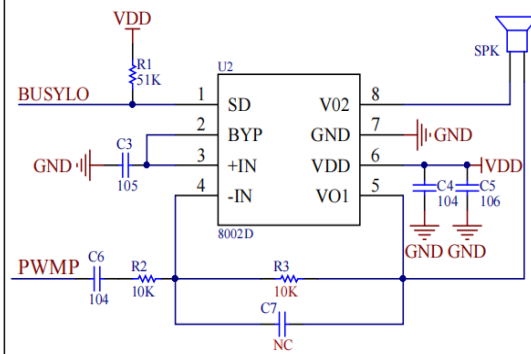 VDD
SPK
R1
51K
U2
BUSYLO
1 SD V02 8
2 BYP GND 7 GND
GND C3 105 3 +IN VDD 6 VDD
4 -IN VO1 5
C4 104
C5 106
8002D
GND GND
PWMP
C6 104
R2 10K
R3 10K
C7 NC